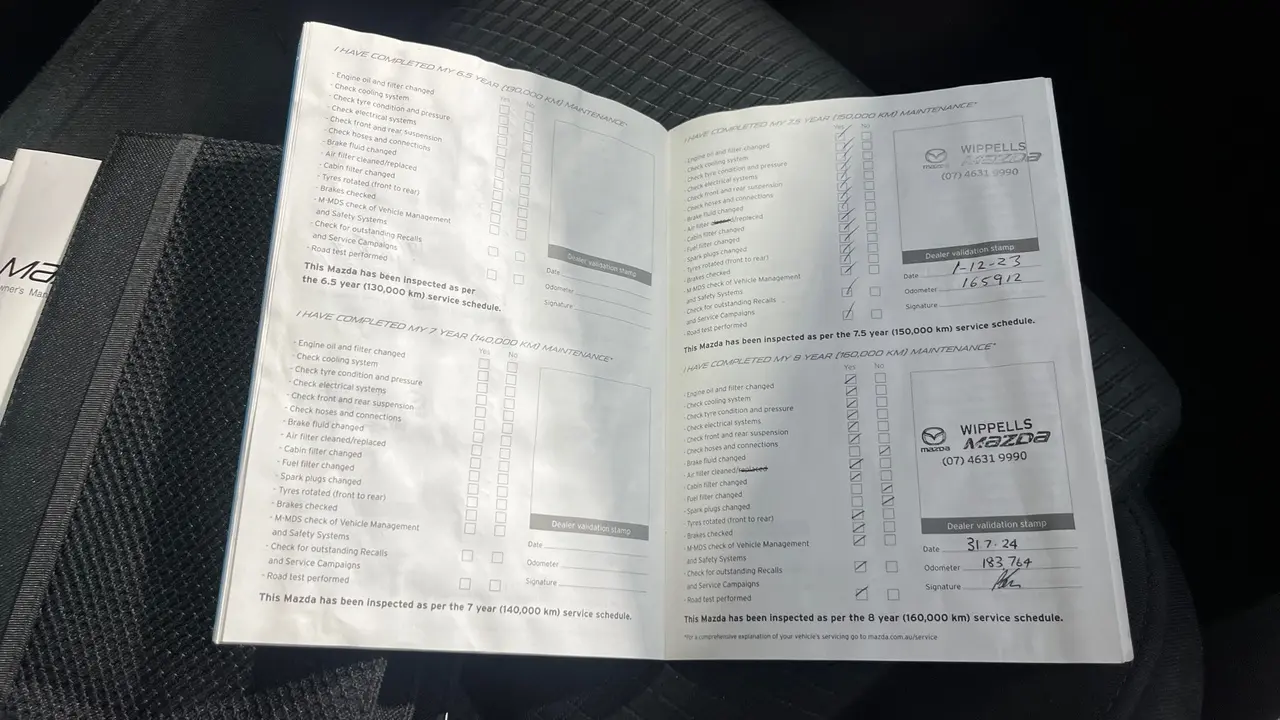 Ma
ner's Man
I HAVE COMPLETED MY 6.5 YEAR (130,000 KM) MAINTENANCE*
Yes No
- Engine oil and filter changed
- Check cooling system
- Check tyre condition and pressure
- Check electrical systems
- Check front and rear suspension
- Check hoses and connections
- Brake fluid changed
- Air filter cleaned/replaced
- Cabin filter changed
- Tyres rotated (front to rear)
- Brakes checked
- M-MDS check of Vehicle Management
and Safety Systems
- Check for outstanding Recalls
and Service Campaigns
- Road test performed
Dealer validation stamp
Date
Odometer
Signature
This Mazda has been inspected as per
the 6.5 year (130,000 km) service schedule.
I HAVE COMPLETED MY 7 YEAR (140,000 KM) MAINTENANCE*
Yes No
- Engine oil and filter changed
- Check cooling system
- Check tyre condition and pressure
- Check electrical systems
- Check front and rear suspension
- Check hoses and connections
- Brake fluid changed
- Air filter cleaned/replaced
- Cabin filter changed
- Fuel filter changed
- Spark plugs changed
- Tyres rotated (front to rear)
- Brakes checked
- M-MDS check of Vehicle Management
and Safety Systems
- Check for outstanding Recalls
and Service Campaigns
- Road test performed
Dealer validation stamp
Date
Odometer
Signature
This Mazda has been inspected as per the 7 year (140,000 km) service schedule.
I HAVE COMPLETED MY 7.5 YEAR (150,000 KM) MAINTENANCE*
Yes No
- Engine oil and filter changed
- Check cooling system
- Check tyre condition and pressure
- Check electrical systems
- Check front and rear suspension
- Check hoses and connections
- Brake fluid changed
- Air filter cleaned/replaced
- Cabin filter changed
- Fuel filter changed
- Spark plugs changed
- Tyres rotated (front to rear)
- Brakes checked
- M-MDS check of Vehicle Management
and Safety Systems
- Check for outstanding Recalls
and Service Campaigns
- Road test performed
WIPPELLS
mazda MAZDA
(07) 4631 9990
Dealer validation stamp
Date 1-12-23
Odometer 165912
Signature
This Mazda has been inspected as per the 7.5 year (150,000 km) service schedule.
I HAVE COMPLETED MY 8 YEAR (160,000 KM) MAINTENANCE*
Yes No
- Engine oil and filter changed
- Check cooling system
- Check tyre condition and pressure
- Check electrical systems
- Check front and rear suspension
- Check hoses and connections
- Brake fluid changed
- Air filter cleaned/replaced
- Cabin filter changed
- Fuel filter changed
- Spark plugs changed
- Tyres rotated (front to rear)
- Brakes checked
- M-MDS check of Vehicle Management
and Safety Systems
- Check for outstanding Recalls
and Service Campaigns
- Road test performed
WIPPELLS
mazda MAZDA
(07) 4631 9990
Dealer validation stamp
Date 31.7.24
Odometer 183764
Signature
This Mazda has been inspected as per the 8 year (160,000 km) service schedule.
*For a comprehensive explanation of your vehicle's servicing go to mazda.com.au/service